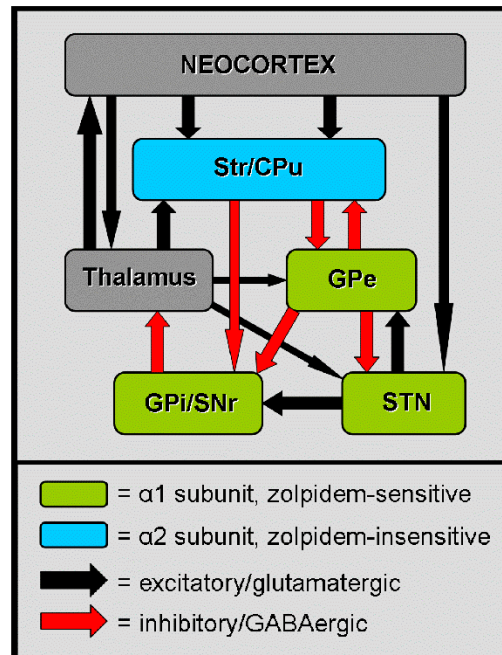 NEOCORTEX
Str/CPu
Thalamus
GPe
GPi/SNr
STN
= α1 subunit, zolpidem-sensitive
= α2 subunit, zolpidem-insensitive
= excitatory/glutamatergic
= inhibitory/GABAergic